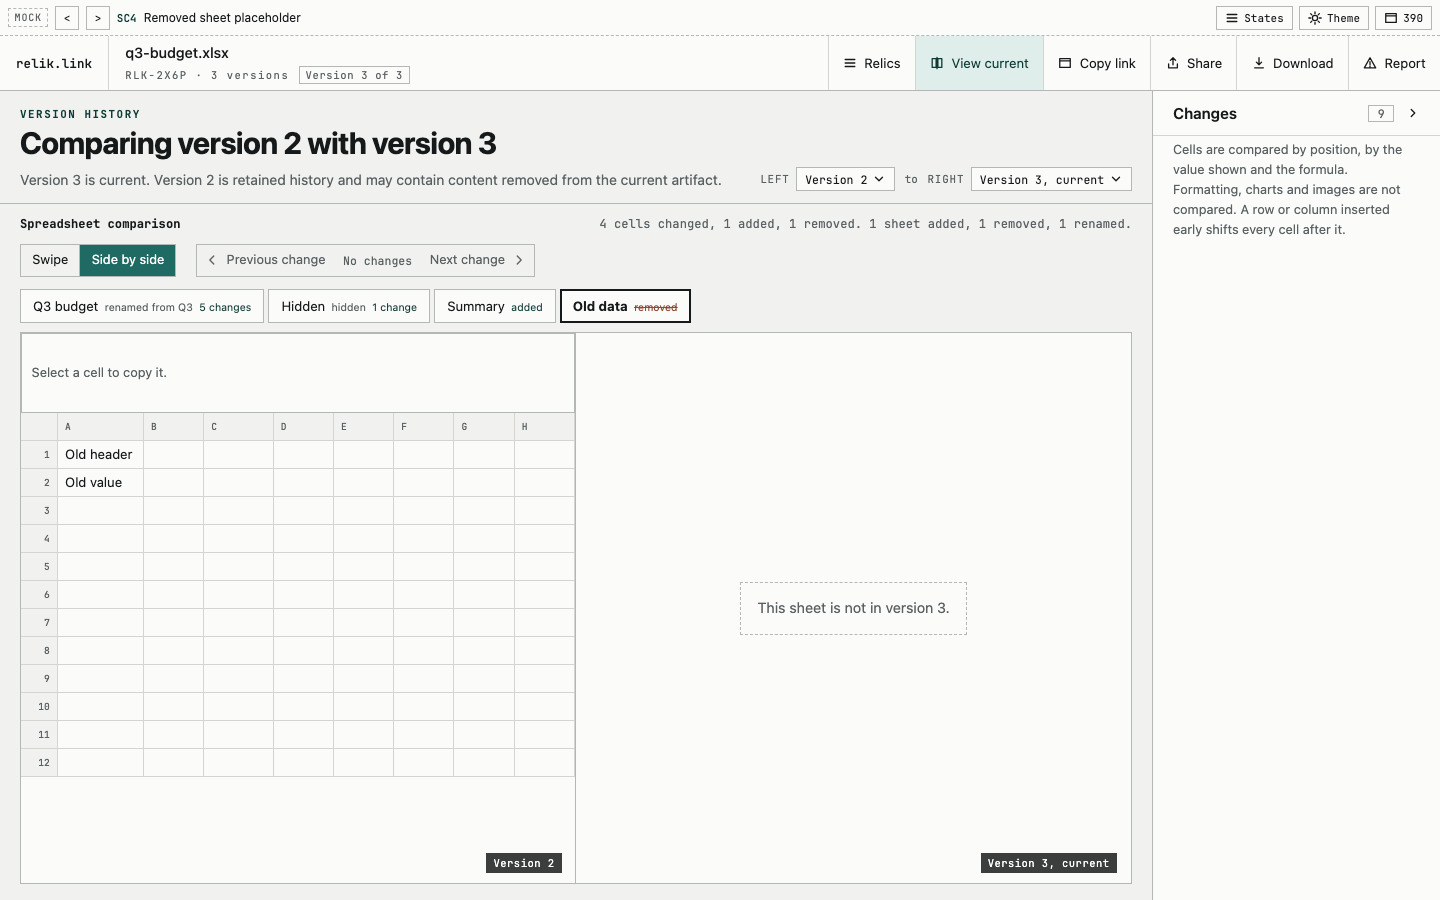 MOCK < > SC4 Removed sheet placeholder States Theme 390
relik.link
q3-budget.xlsx
RLK-2X6P · 3 versions Version 3 of 3
Relics View current Copy link Share Download Report
VERSION HISTORY
Comparing version 2 with version 3
Version 3 is current. Version 2 is retained history and may contain content removed from the current artifact.
LEFT Version 2 to RIGHT Version 3, current
Spreadsheet comparison
4 cells changed, 1 added, 1 removed. 1 sheet added, 1 removed, 1 renamed.
Swipe Side by side Previous change No changes Next change
Q3 budget renamed from Q3 5 changes Hidden hidden 1 change Summary added Old data removed
Select a cell to copy it.
A B C D E F G H
1 Old header
2 Old value
3
4
5
6
7
8
9
10
11
12
Version 2
This sheet is not in version 3.
Version 3, current
Changes 9
Cells are compared by position, by the
value shown and the formula.
Formatting, charts and images are not
compared. A row or column inserted
early shifts every cell after it.